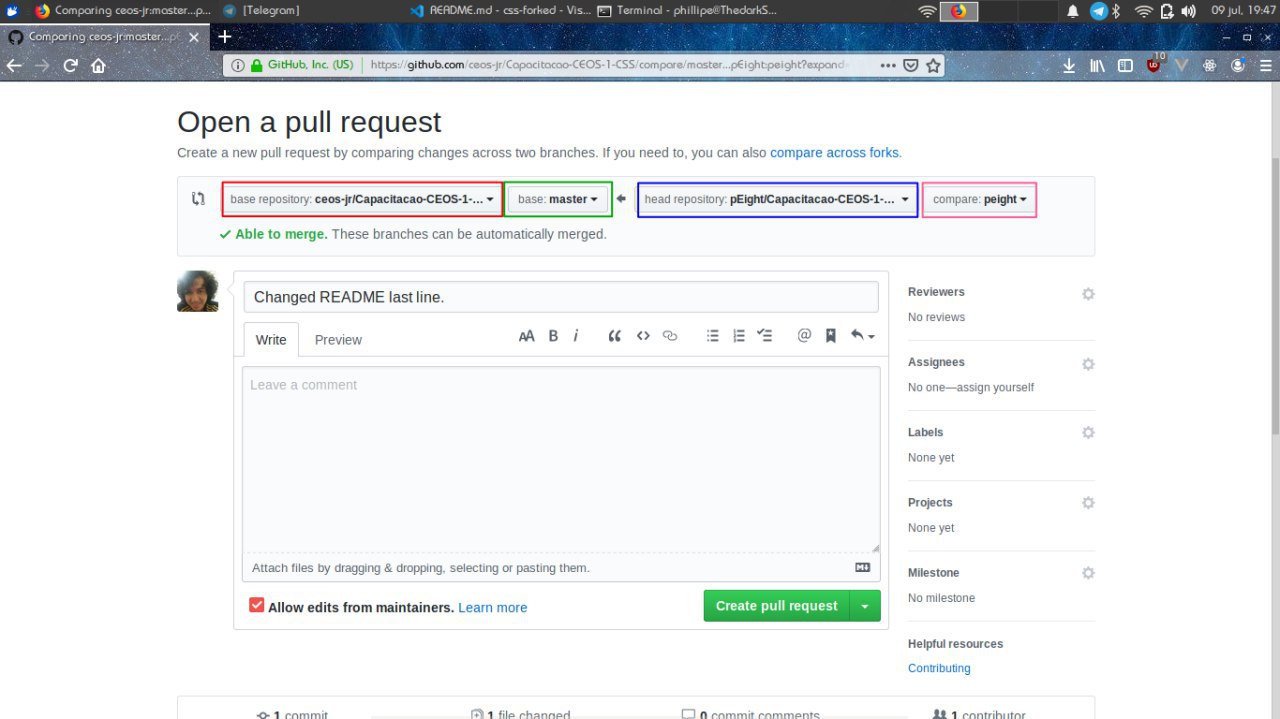 Comparing ceos-jr:master...p...
[Telegram]
README.md - css-forked - Vis...
Terminal - phillipe@ThedarkS...
09 jul, 19:47
Comparing ceos-jr:master...p
GitHub, Inc. (US)
https://github.com/ceos-jr/Capacitacao-CEOS-1-CSS/compare/master...pEight:peight?expand=
10
Open a pull request
Create a new pull request by comparing changes across two branches. If you need to, you can also compare across forks.
base repository: ceos-jr/Capacitacao-CEOS-1-...
base: master
head repository: pEight/Capacitacao-CEOS-1-...
compare: peight
Able to merge. These branches can be automatically merged.
Changed README last line.
Write
Preview
AA B i
@
Leave a comment
Attach files by dragging & dropping, selecting or pasting them.
Allow edits from maintainers. Learn more
Create pull request
Reviewers
No reviews
Assignees
No one—assign yourself
Labels
None yet
Projects
None yet
Milestone
No milestone
Helpful resources
Contributing
1 commit
1 file changed
0 commit comments
1 contributor